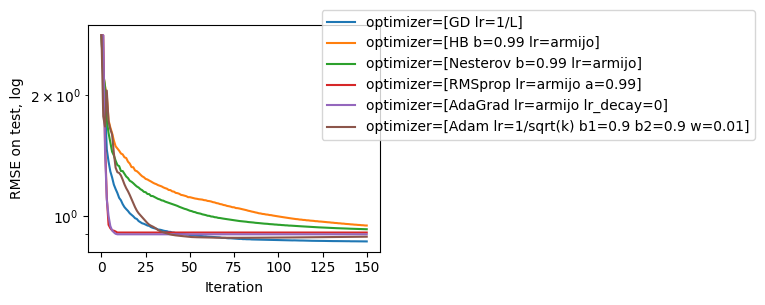 optimizer=[GD lr=1/L]
optimizer=[HB b=0.99 lr=armijo]
optimizer=[Nesterov b=0.99 lr=armijo]
optimizer=[RMSprop lr=armijo a=0.99]
optimizer=[AdaGrad lr=armijo lr_decay=0]
optimizer=[Adam lr=1/sqrt(k) b1=0.9 b2=0.9 w=0.01]
RMSE on test, log
2 × 10⁰
10⁰
0 25 50 75 100 125 150
Iteration